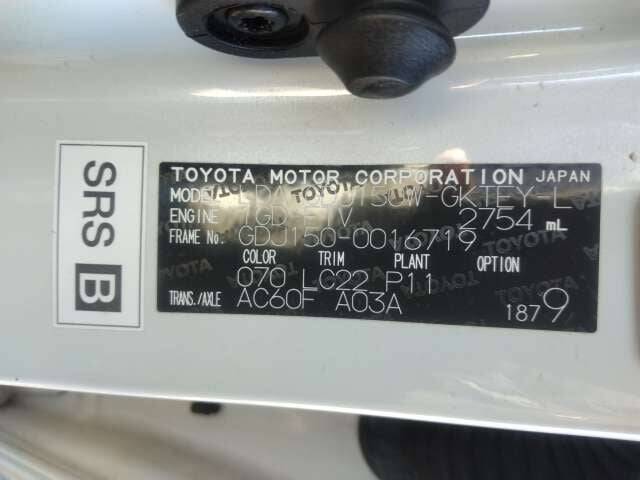 SRS B
TOYOTA MOTOR CORPORATION JAPAN
MODEL W-GKTEY-L
ENGINE 1GD-FTV 2754 mL
FRAME No. GDJ150-0016719
COLOR TRIM PLANT OPTION
070 LC22 P11
TRANS./AXLE AC60F A03A
1879